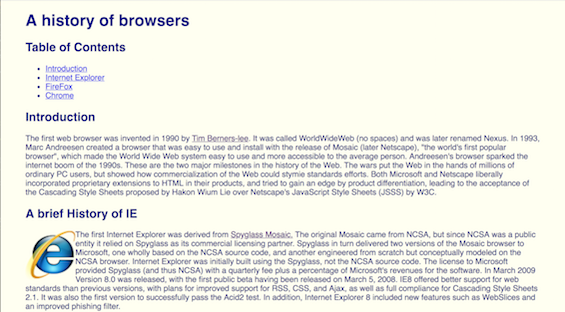 A history of browsers
Table of Contents
Introduction
Internet Explorer
FireFox
Chrome
Introduction
The first web browser was invented in 1990 by Tim Berners-lee. It was called WorldWideWeb (no spaces) and was later renamed Nexus. In 1993,
Marc Andreesen created a browser that was easy to use and install with the release of Mosaic (later Netscape), "the world's first popular
browser", which made the World Wide Web system easy to use and more accessible to the average person. Andreesen's browser sparked the
internet boom of the 1990s. These are the two major milestones in the history of the Web. The wars put the Web in the hands of millions of
ordinary PC users, but showed how commercialization of the Web could stymie standards efforts. Both Microsoft and Netscape liberally
incorporated proprietary extensions to HTML in their products, and tried to gain an edge by product differentiation, leading to the acceptance of
the Cascading Style Sheets proposed by Hakon Wium Lie over Netscape's JavaScript Style Sheets (JSSS) by W3C.
A brief History of IE
The first Internet Explorer was derived from Spyglass Mosaic. The original Mosaic came from NCSA, but since NCSA was a public
entity it relied on Spyglass as its commercial licensing partner. Spyglass in turn delivered two versions of the Mosaic browser to
Microsoft, one wholly based on the NCSA source code, and another engineered from scratch but conceptually modeled on the
NCSA browser. Internet Explorer was initially built using the Spyglass, not the NCSA source code. The license to Microsoft
provided Spyglass (and thus NCSA) with a quarterly fee plus a percentage of Microsoft's revenues for the software. In March 2009
Version 8.0 was released, with the first public beta having been released on March 5, 2008. IE8 offered better support for web
standards than previous versions, with plans for improved support for RSS, CSS, and Ajax, as well as full compliance for Cascading Style Sheets
2.1. It was also the first version to successfully pass the Acid2 test. In addition, Internet Explorer 8 included new features such as WebSlices and
an improved phishing filter.